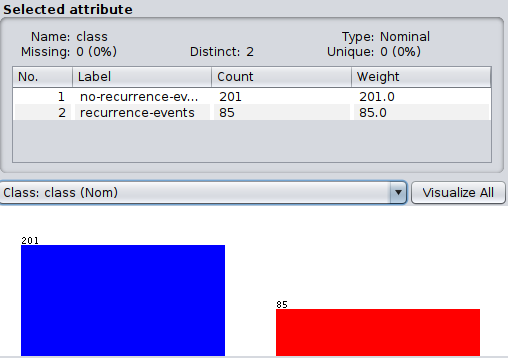 Selected attribute
Name: class Type: Nominal
Missing: 0 (0%) Distinct: 2 Unique: 0 (0%)
No. Label Count Weight
1 no-recurrence-ev... 201 201.0
2 recurrence-events 85 85.0
Class: class (Nom) Visualize All
201
85